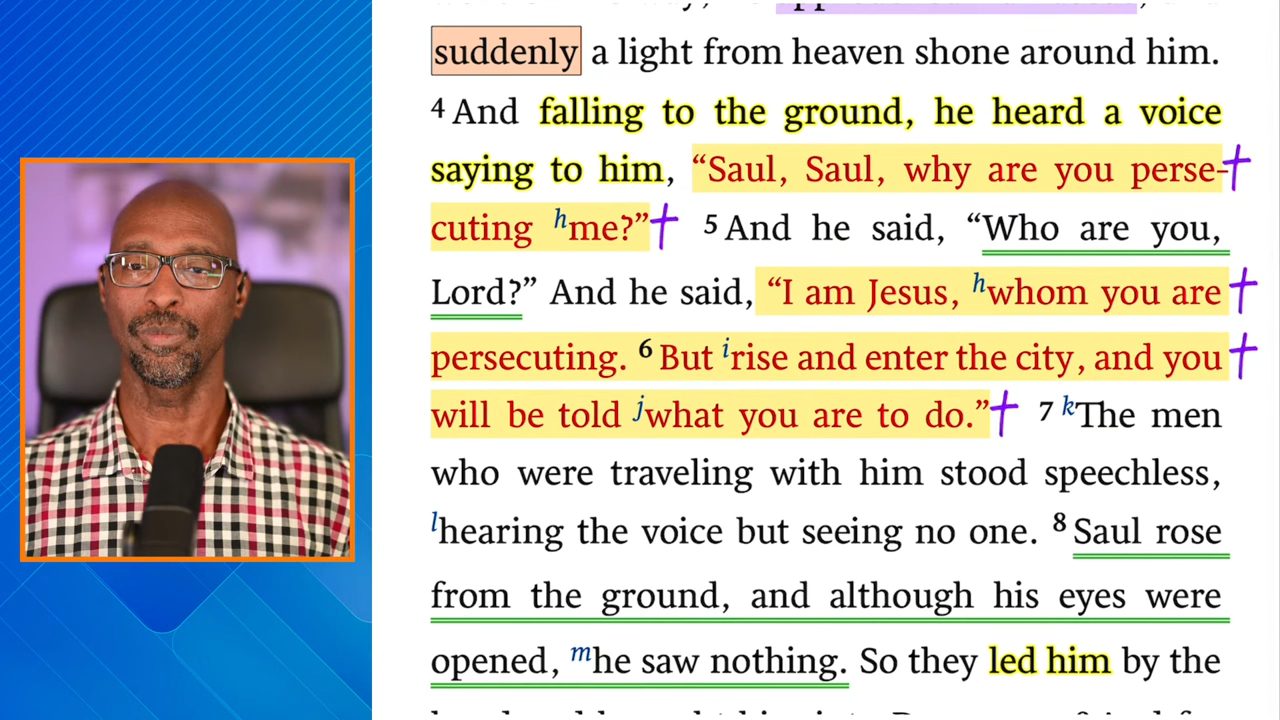 suddenly a light from heaven shone around him.
4 And falling to the ground, he heard a voice
saying to him, “Saul, Saul, why are you perse-
cuting hme?” 5 And he said, “Who are you,
Lord?” And he said, “I am Jesus, hwhom you are
persecuting. 6 But irise and enter the city, and you
will be told jwhat you are to do.” 7 kThe men
who were traveling with him stood speechless,
lhearing the voice but seeing no one. 8 Saul rose
from the ground, and although his eyes were
opened, mhe saw nothing. So they led him by the